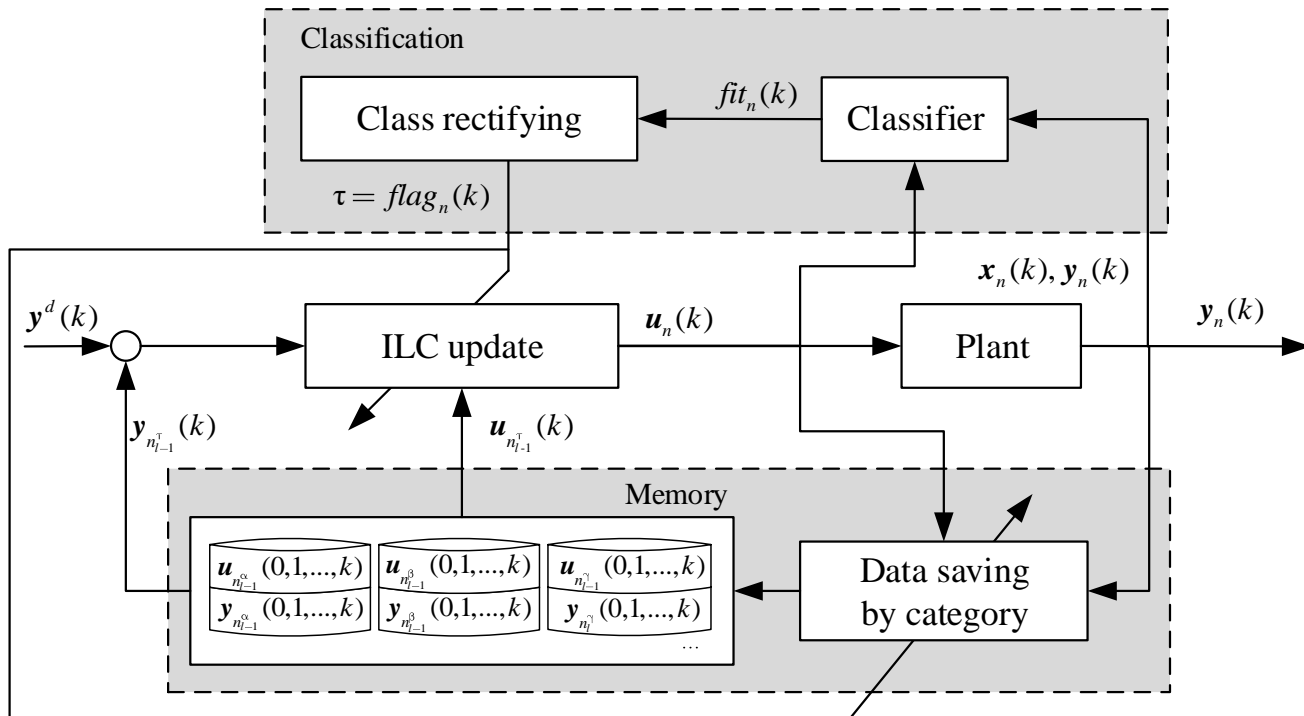 Classification
Class rectifying
fit_n(k)
Classifier
τ = flag_n(k)
x_n(k), y_n(k)
y^d(k)
ILC update
u_n(k)
Plant
y_n(k)
y_{n_{l-1}^τ}(k)
u_{n_{l-1}^τ}(k)
Memory
u_{n_{l-1}^α}(0,1,...,k)
u_{n_{l-1}^β}(0,1,...,k)
u_{n_{l-1}^γ}(0,1,...,k)
y_{n_{l-1}^α}(0,1,...,k)
y_{n_{l-1}^β}(0,1,...,k)
y_{n_l^γ}(0,1,...,k)
...
Data saving
by category